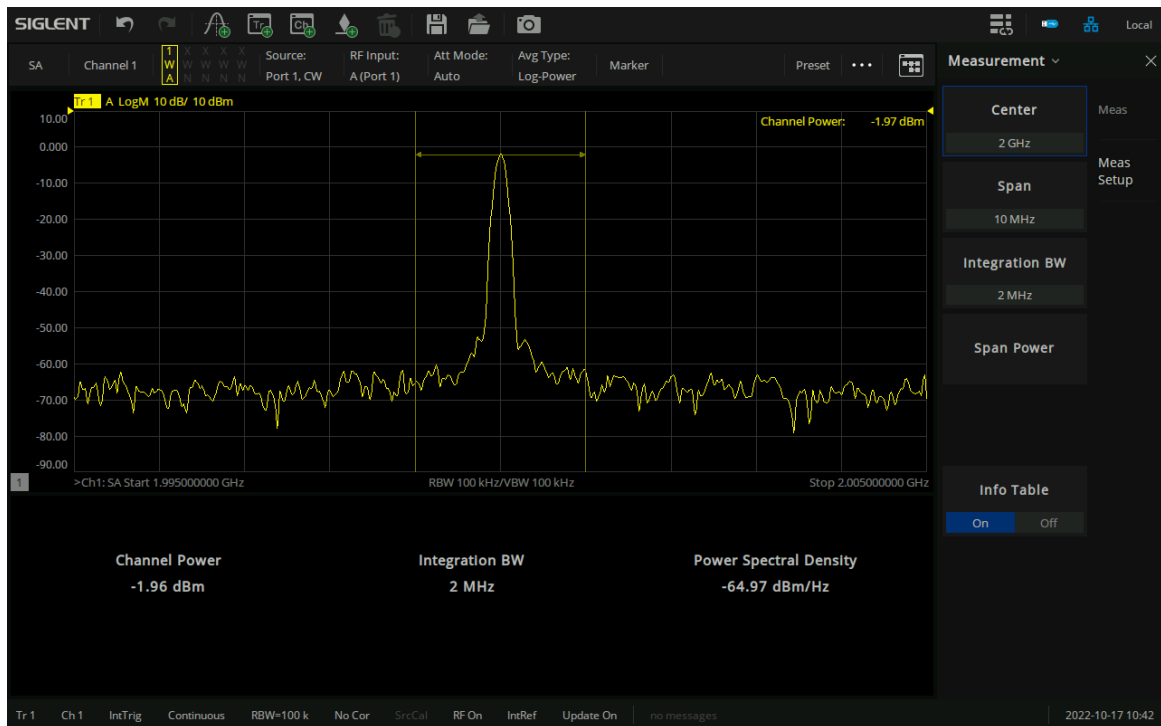 SIGLENT Tr Ch Local
SA Channel 1 1 X X X X Source: RF Input: Att Mode: Avg Type: Marker Preset ••• Measurement
W W W W W Port 1, CW A (Port 1) Auto Log-Power
A N N N N
Tr 1 A LogM 10 dB/ 10 dBm
Channel Power: -1.97 dBm
10.00
0.000
-10.00
-20.00
-30.00
-40.00
-50.00
-60.00
-70.00
-80.00
-90.00
1 >Ch1: SA Start 1.995000000 GHz RBW 100 kHz/VBW 100 kHz Stop 2.005000000 GHz
Channel Power Integration BW Power Spectral Density
-1.96 dBm 2 MHz -64.97 dBm/Hz
Center
2 GHz
Span
10 MHz
Integration BW
2 MHz
Span Power
Info Table
On Off
Meas
Meas
Setup
Tr 1 Ch 1 IntTrig Continuous RBW=100 k No Cor SrcCal RF On IntRef Update On no messages 2022-10-17 10:42